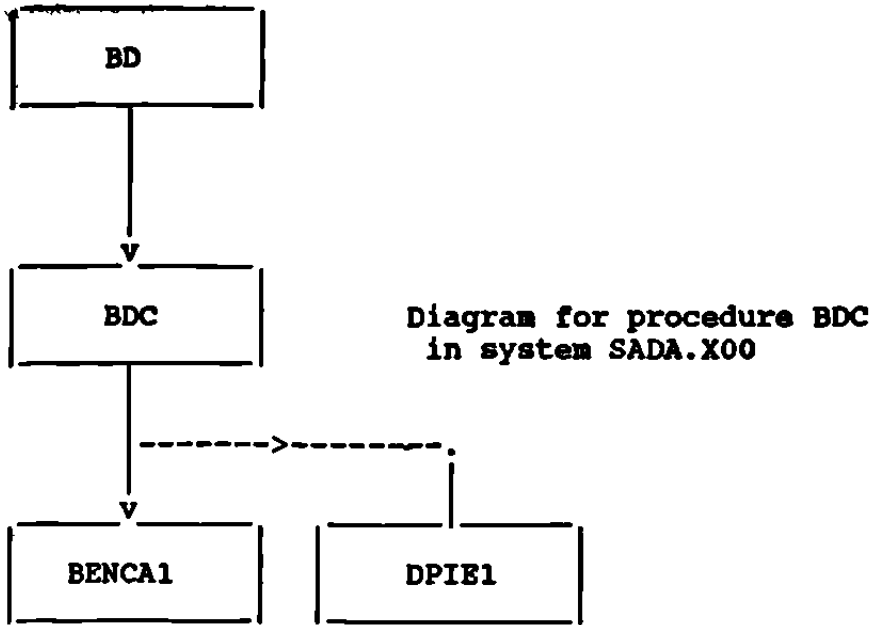 BD
BDC
Diagram for procedure BDC
in system SADA.X00
BENCA1
DPIE1